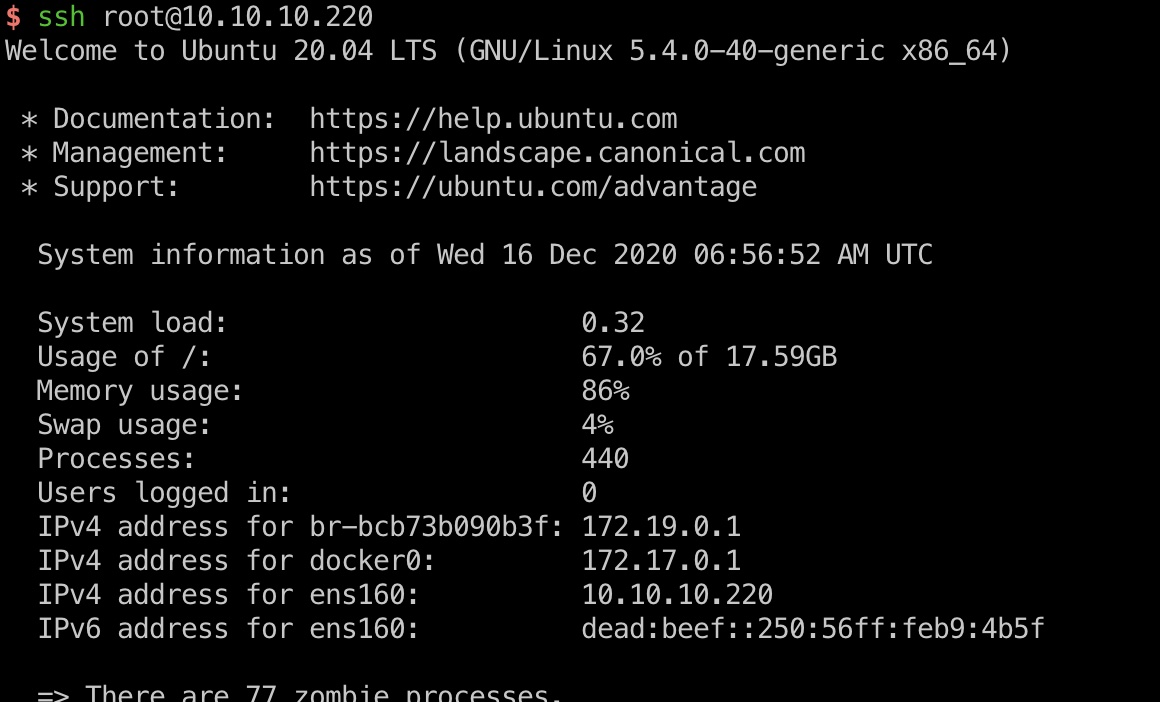 $ ssh root@10.10.10.220
Welcome to Ubuntu 20.04 LTS (GNU/Linux 5.4.0-40-generic x86_64)
* Documentation:  https://help.ubuntu.com
* Management:     https://landscape.canonical.com
* Support:        https://ubuntu.com/advantage
System information as of Wed 16 Dec 2020 06:56:52 AM UTC
System load:                      0.32
Usage of /:                       67.0% of 17.59GB
Memory usage:                     86%
Swap usage:                       4%
Processes:                        440
Users logged in:                  0
IPv4 address for br-bcb73b090b3f: 172.19.0.1
IPv4 address for docker0:         172.17.0.1
IPv4 address for ens160:          10.10.10.220
IPv6 address for ens160:          dead:beef::250:56ff:feb9:4b5f
=> There are 77 zombie processes.